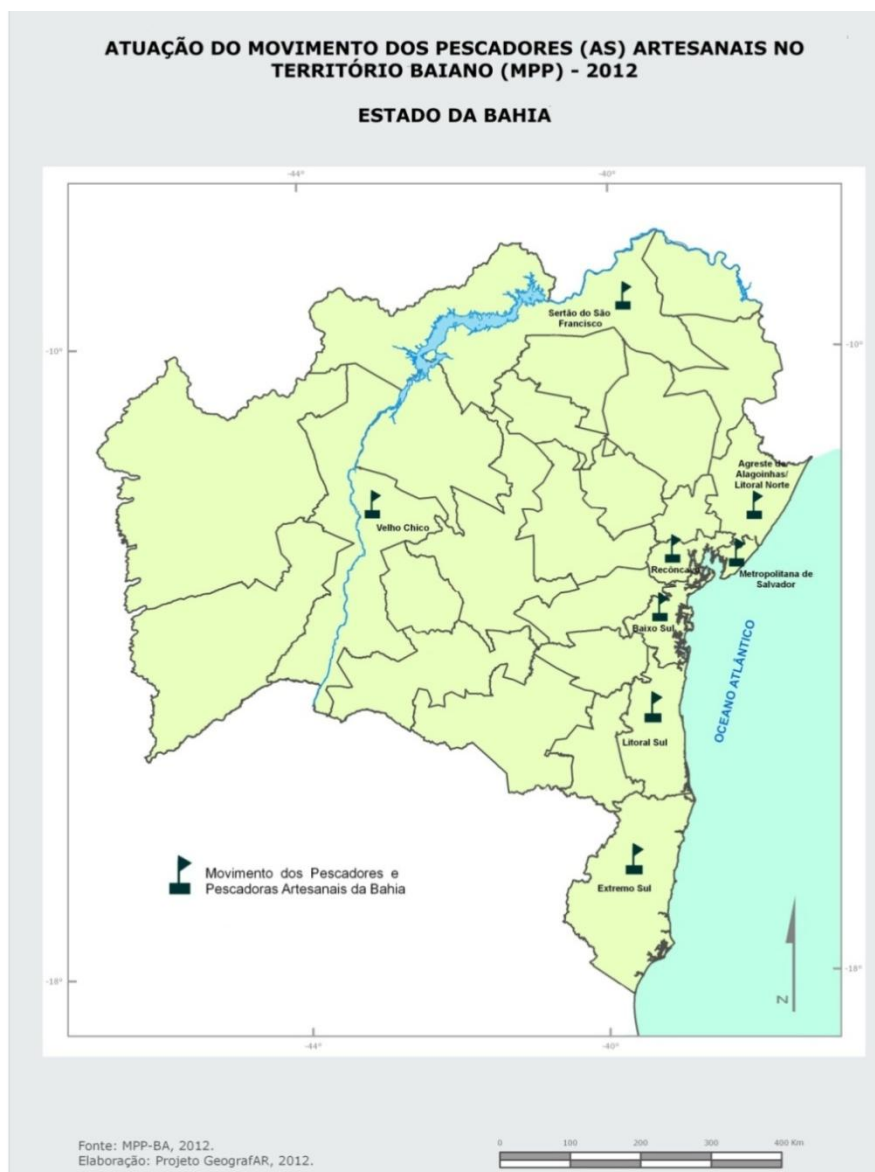 ATUAÇÃO DO MOVIMENTO DOS PESCADORES (AS) ARTESANAIS NO
TERRITÓRIO BAIANO (MPP) - 2012
ESTADO DA BAHIA
-44°
-40°
Sertão do São
Francisco
-10°
-10°
Agreste de
Alagoinhas/
Litoral Norte
Velho Chico
Metropolitana de
Salvador
Baixo Sul
OCEANO ATLÂNTICO
Litoral Sul
Movimento dos Pescadores e
Pescadoras Artesanais da Bahia
Extremo Sul
-18°
-18°
N
-44°
-40°
Fonte: MPP-BA, 2012.
Elaboração: Projeto GeografAR, 2012.
0 100 200 300 400 Km